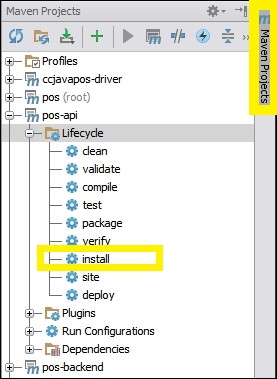 Maven Projects
Maven Projects
Profiles
ccjavapos-driver
pos (root)
pos-api
Lifecycle
clean
validate
compile
test
package
verify
install
site
deploy
Plugins
Run Configurations
Dependencies
pos-backend